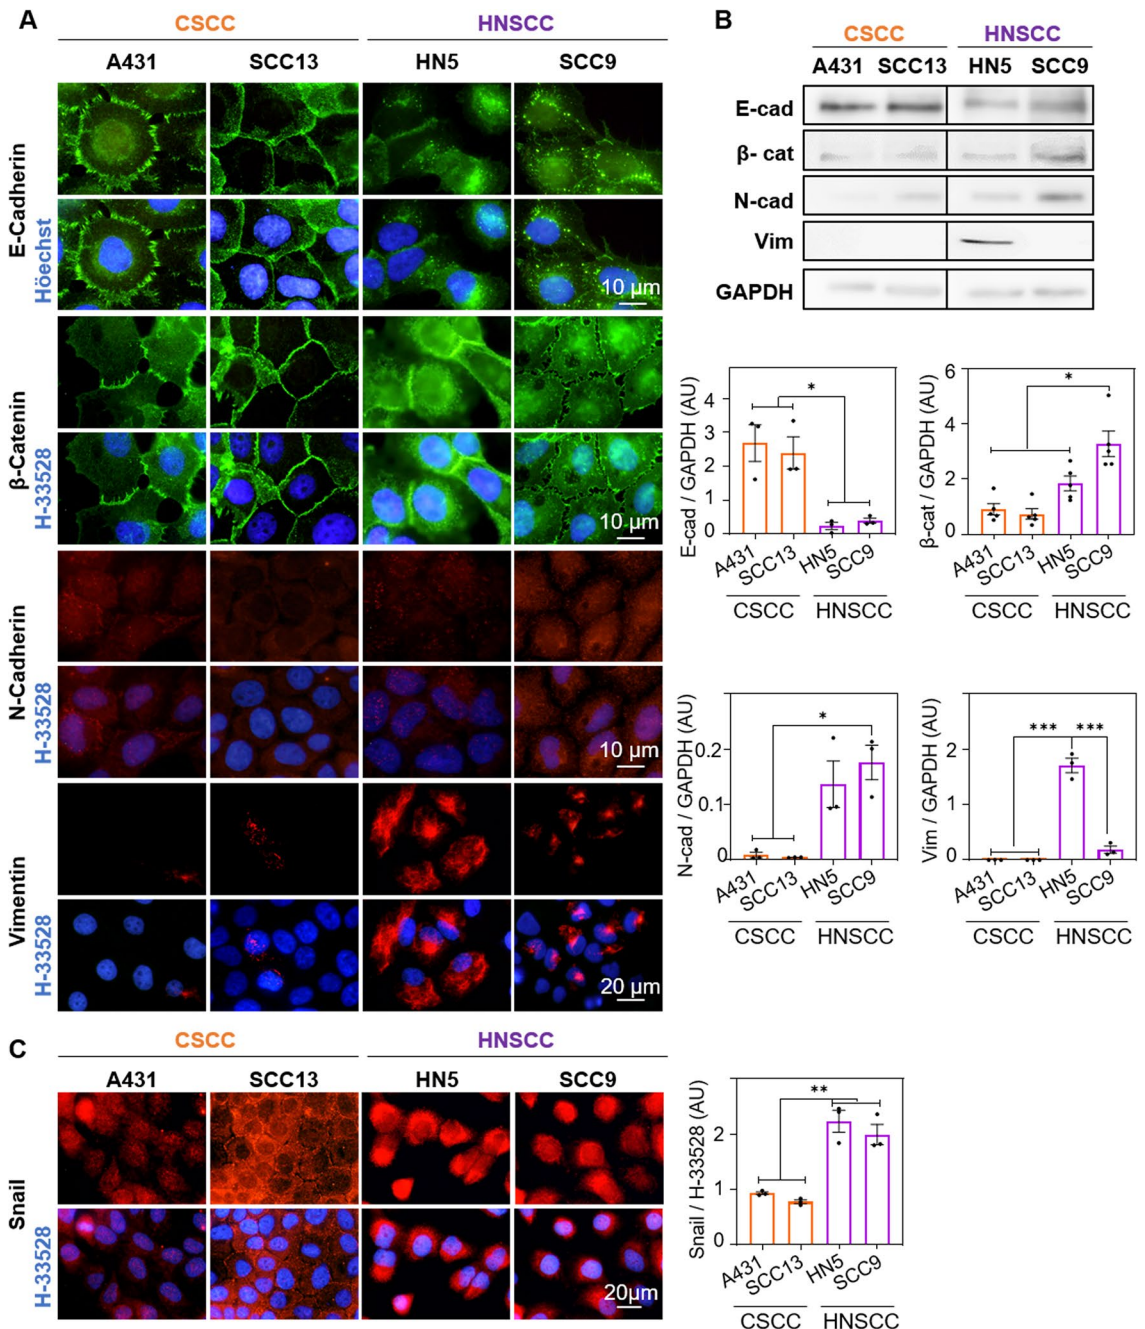 A
CSCC
HNSCC
A431
SCC13
HN5
SCC9
E-Cadherin
Höechst
10 µm
β-Catenin
H-33528
10 µm
N-Cadherin
H-33528
10 µm
Vimentin
H-33528
20 µm
B
CSCC
HNSCC
A431
SCC13
HN5
SCC9
E-cad
β- cat
N-cad
Vim
GAPDH
E-cad / GAPDH (AU)
4
3
2
1
0
*
A431
SCC13
HN5
SCC9
CSCC
HNSCC
β-cat / GAPDH (AU)
6
4
2
0
*
A431
SCC13
HN5
SCC9
CSCC
HNSCC
N-cad / GAPDH (AU)
0.2
0.1
0
*
A431
SCC13
HN5
SCC9
CSCC
HNSCC
Vim / GAPDH (AU)
2
1
0
***
***
A431
SCC13
HN5
SCC9
CSCC
HNSCC
C
CSCC
HNSCC
A431
SCC13
HN5
SCC9
Snail
H-33528
20µm
Snail / H-33528 (AU)
2
1
0
**
A431
SCC13
HN5
SCC9
CSCC
HNSCC